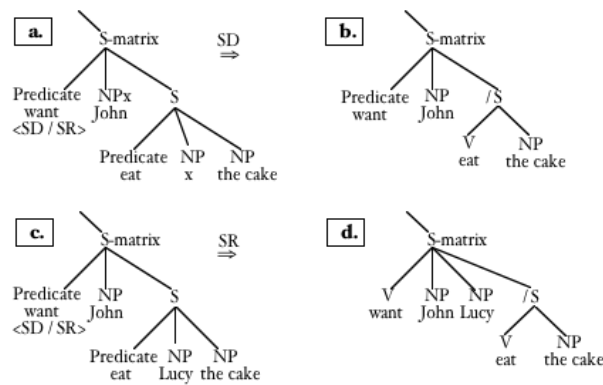 a.
S-matrix
SD
⇒
Predicate NPx S
want John
<SD / SR>
Predicate NP NP
eat x the cake
b.
S-matrix
Predicate NP /S
want John
V NP
eat the cake
c.
S-matrix
SR
⇒
Predicate NP S
want John
<SD / SR>
Predicate NP NP
eat Lucy the cake
d.
S-matrix
V NP NP /S
want John Lucy
V NP
eat the cake